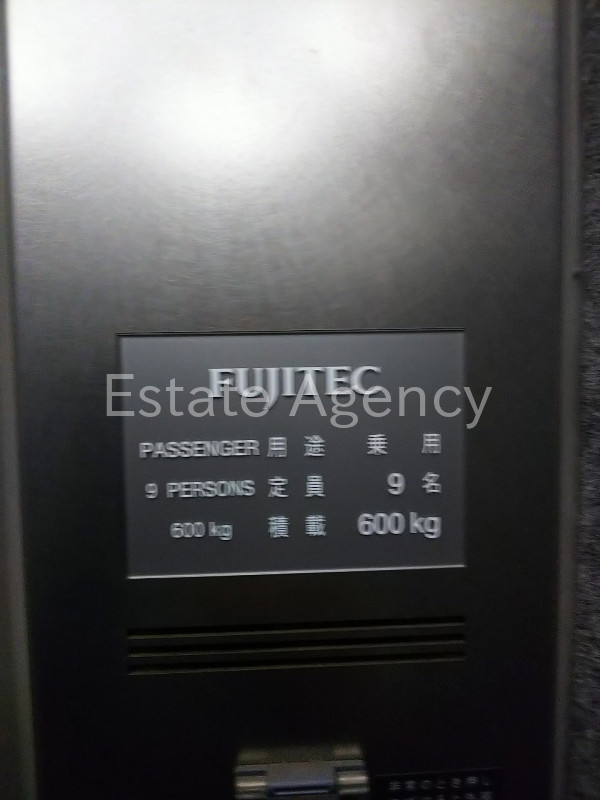 FUJITEC
Estate Agency
PASSENGER 用途 乗用
9 PERSONS 定員 9名
600 kg 積載 600 kg